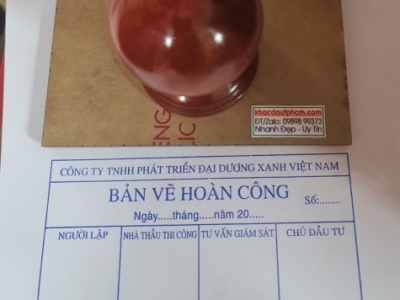 khacdautphcm.com
ĐT/Zalo: 09898 99373
Nhanh Đẹp - Uy Tín
CÔNG TY TNHH PHÁT TRIỂN ĐẠI DƯƠNG XANH VIỆT NAM
BẢN VẼ HOÀN CÔNG
Số:........
Ngày.....tháng.....năm 20.....
NGƯỜI LẬP NHÀ THẦU THI CÔNG TƯ VẤN GIÁM SÁT CHỦ ĐẦU TƯ